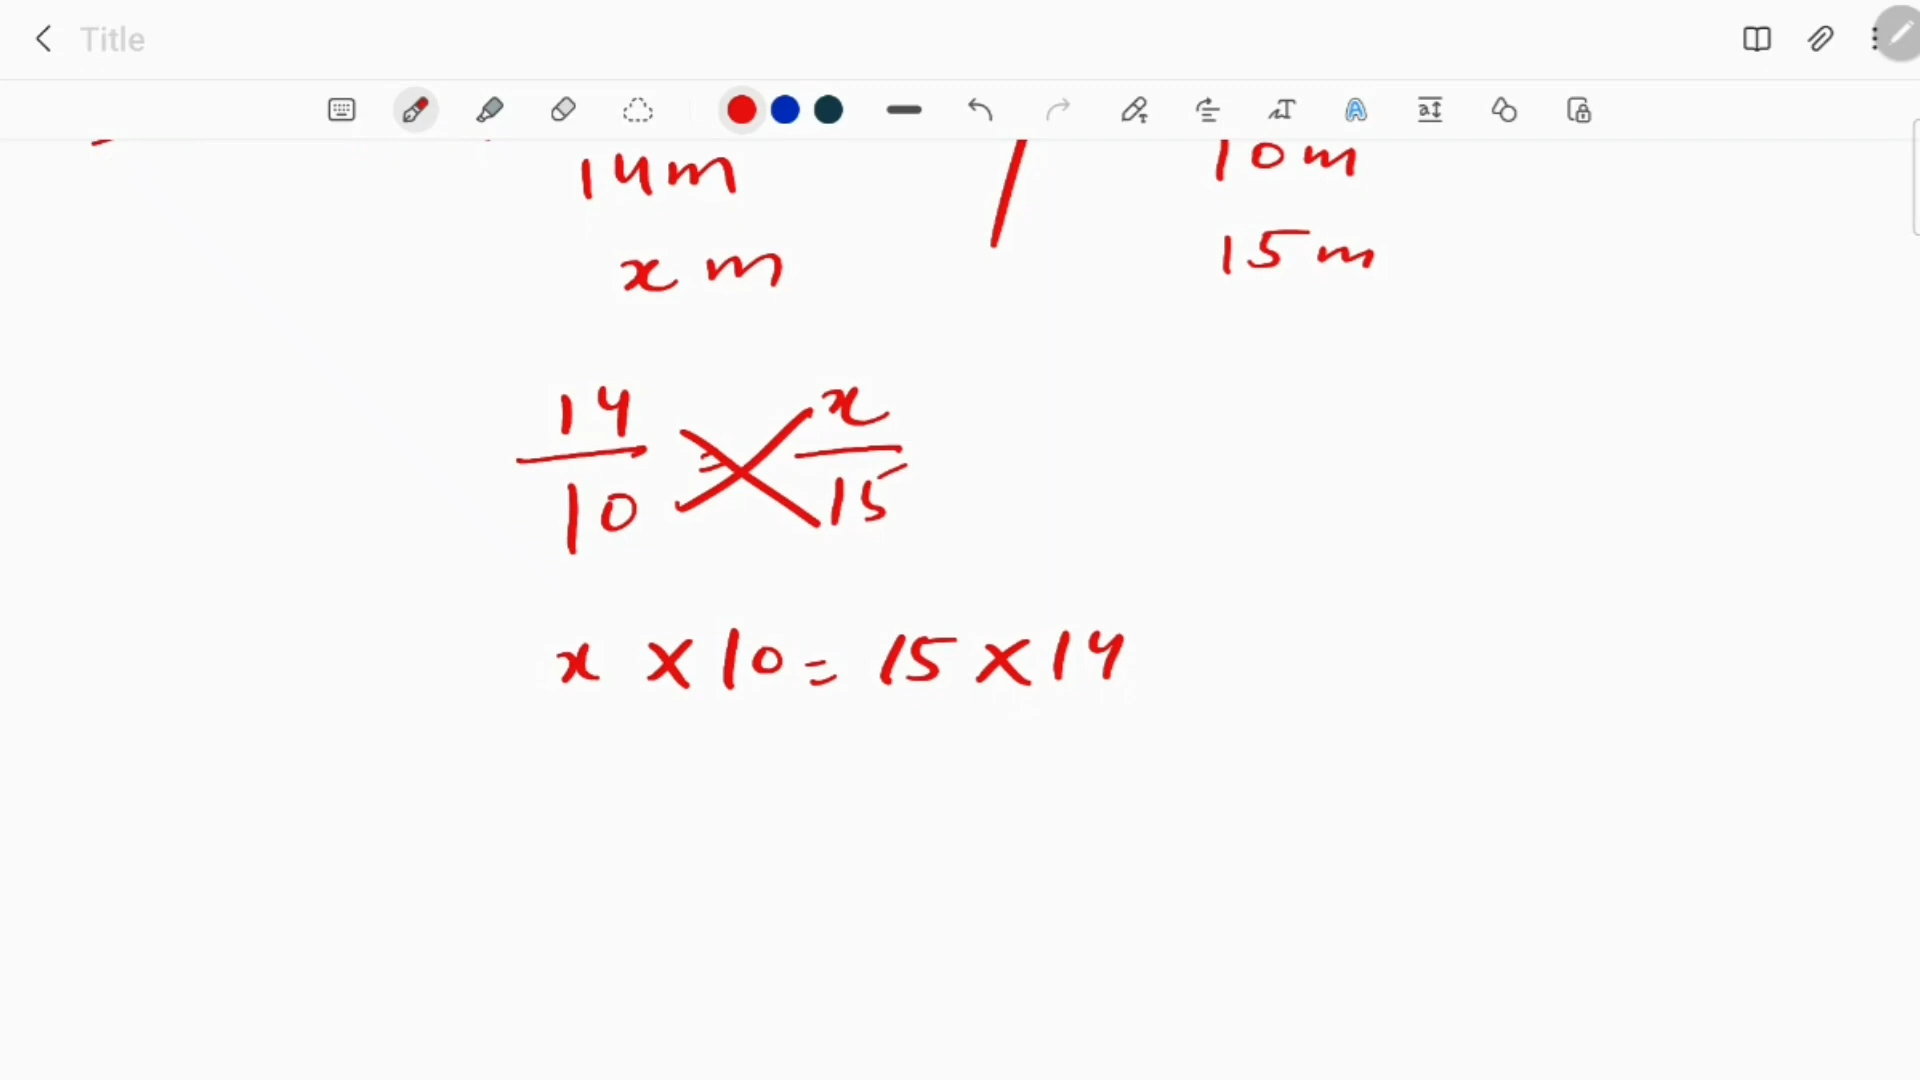 Title
14m 10m
x m 15m
14/10 = x/15
x × 10 = 15 × 14